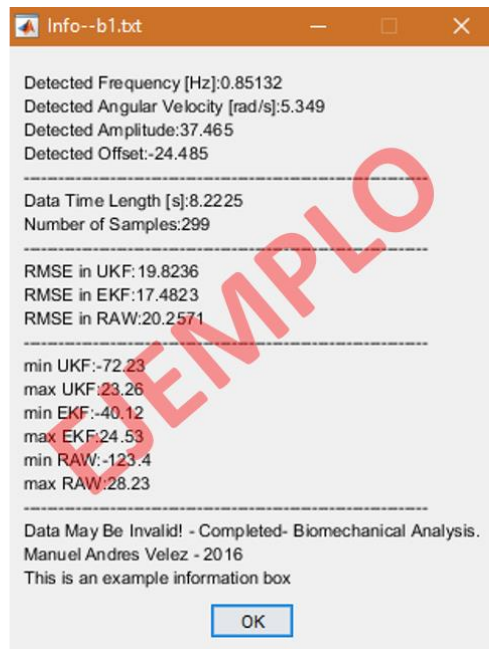 Info--b1.txt
Detected Frequency [Hz]:0.85132
Detected Angular Velocity [rad/s]:5.349
Detected Amplitude:37.465
Detected Offset:-24.485
Data Time Length [s]:8.2225
Number of Samples:299
RMSE in UKF:19.8236
RMSE in EKF:17.4823
RMSE in RAW:20.2571
min UKF:-72.23
max UKF:23.26
min EKF:-40.12
max EKF:24.53
min RAW:-123.4
max RAW:28.23
Data May Be Invalid! - Completed- Biomechanical Analysis.
Manuel Andres Velez - 2016
This is an example information box
OK
EJEMPLO